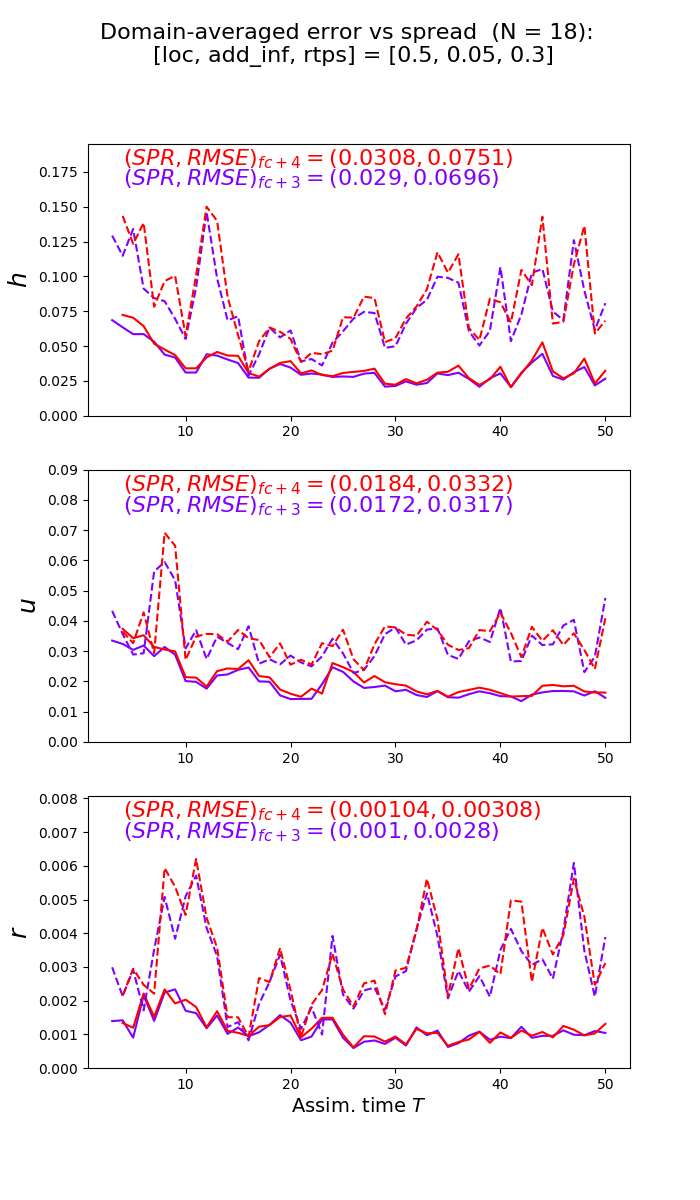 Domain-averaged error vs spread (N = 18):
[loc, add_inf, rtps] = [0.5, 0.05, 0.3]
(SPR, RMSE)fc+4 = (0.0308, 0.0751)
(SPR, RMSE)fc+3 = (0.029, 0.0696)
h
0.175
0.150
0.125
0.100
0.075
0.050
0.025
0.000
10 20 30 40 50
(SPR, RMSE)fc+4 = (0.0184, 0.0332)
(SPR, RMSE)fc+3 = (0.0172, 0.0317)
u
0.09
0.08
0.07
0.06
0.05
0.04
0.03
0.02
0.01
0.00
10 20 30 40 50
(SPR, RMSE)fc+4 = (0.00104, 0.00308)
(SPR, RMSE)fc+3 = (0.001, 0.0028)
r
0.008
0.007
0.006
0.005
0.004
0.003
0.002
0.001
0.000
10 20 30 40 50
Assim. time T